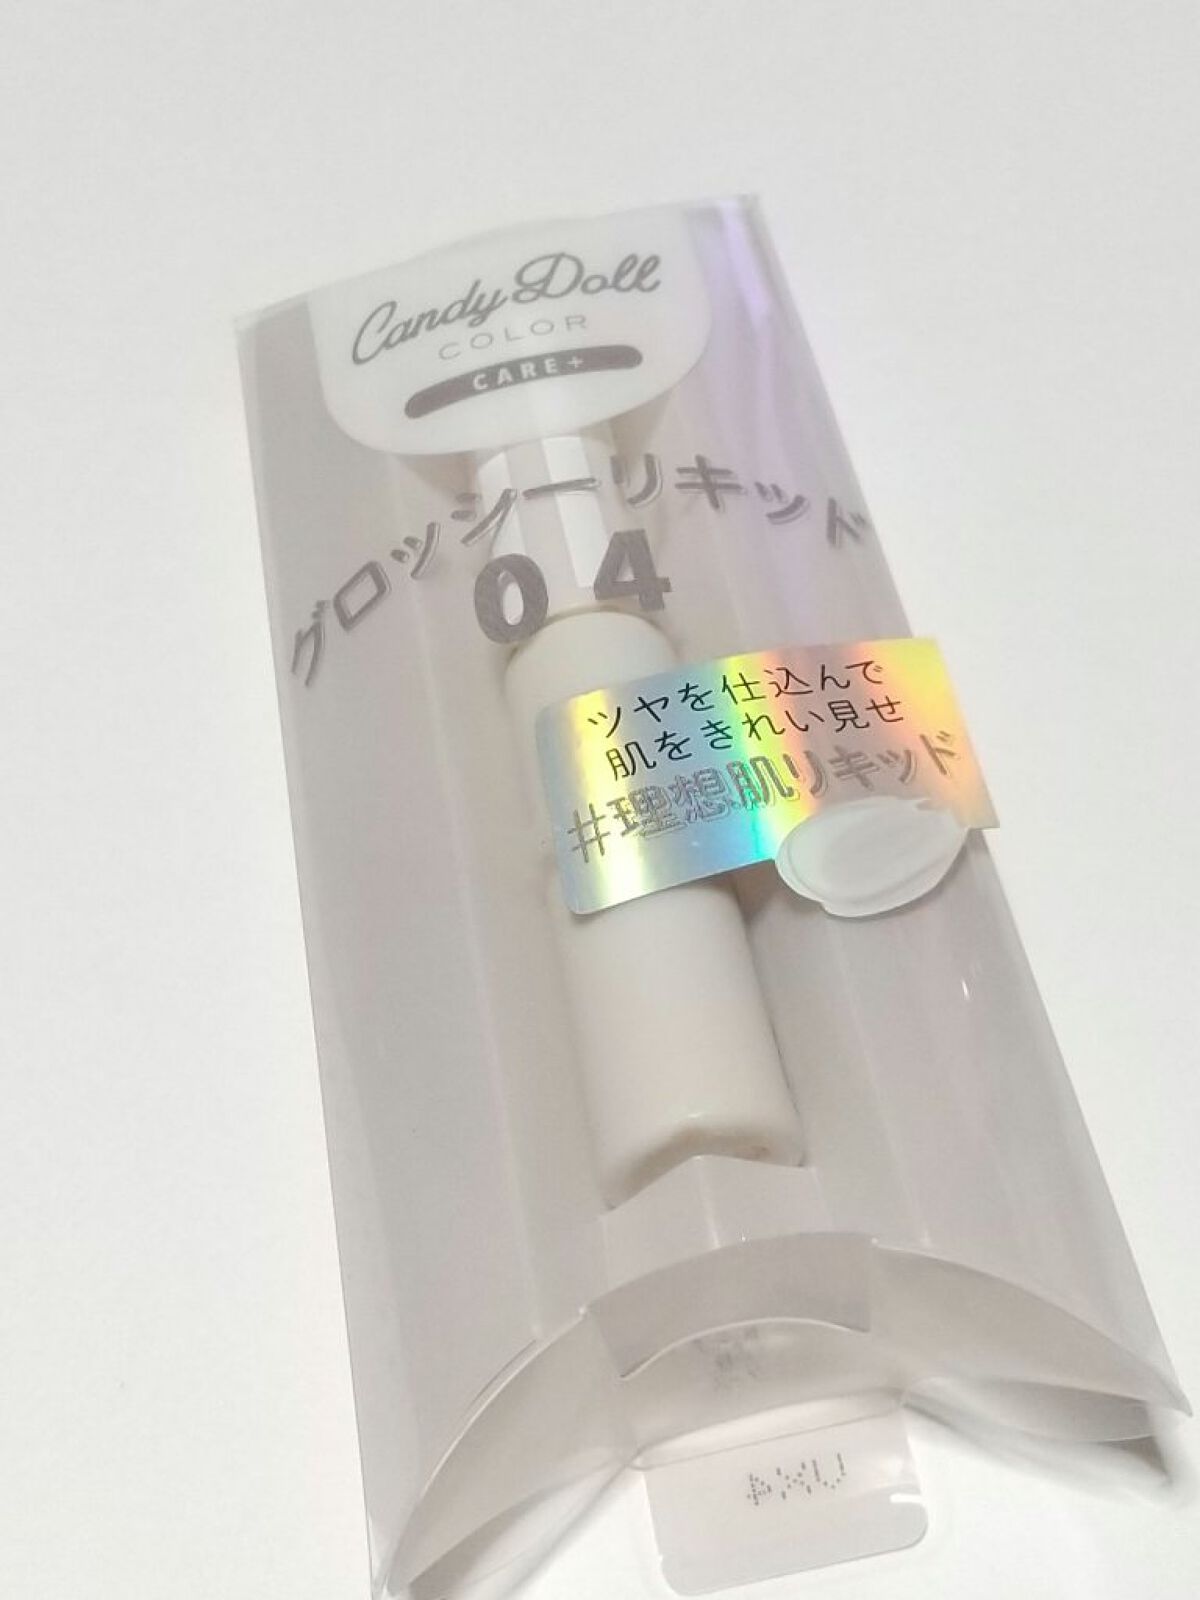 Candy Doll
COLOR
CARE+
グロッシーリキッド
04
ツヤを仕込んで
肌をきれい見せ
#理想肌リキッド